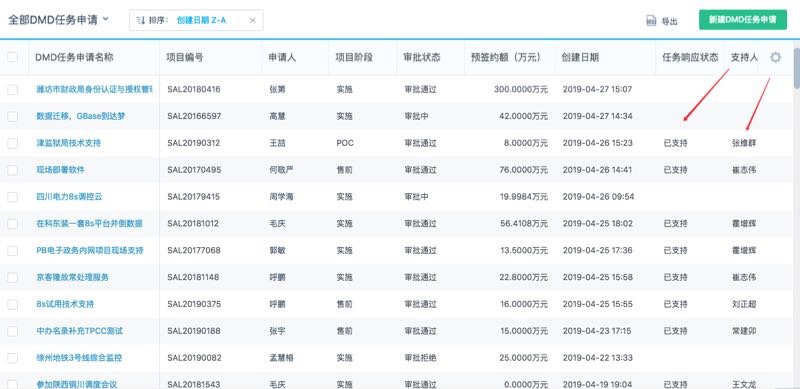 全部DMD任务申请
排序: 创建日期 Z-A ×
导出
新建DMD任务申请
DMD任务申请名称 项目编号 申请人 项目阶段 审批状态 预签约额（万元） 创建日期 任务响应状态 支持人
潍坊市财政局身份认证与授权管理 SAL20180416 张第 实施 审批通过 300.0000万元 2019-04-27 15:07
数据迁移，GBase到达梦 SAL20166597 高慧 实施 审批中 42.0000万元 2019-04-27 14:34
津监狱局技术支持 SAL20190312 王喆 POC 审批通过 8.0000万元 2019-04-26 15:23 已支持 张维群
现场部署软件 SAL20170495 何敬严 售前 审批通过 76.0000万元 2019-04-26 14:41 已支持 崔志伟
四川电力8s调控云 SAL20179415 周学海 实施 审批中 19.9984万元 2019-04-26 09:54
在科东装一套8s平台并倒数据 SAL20181012 毛庆 实施 审批通过 56.4108万元 2019-04-25 18:02 已支持 霍增辉
PB电子政务内网项目现场支持 SAL20177068 郭敏 实施 审批通过 13.5000万元 2019-04-25 17:36 已支持 霍增辉
京客隆故常处理服务 SAL20181148 呼鹏 实施 审批通过 22.8000万元 2019-04-25 15:58 已支持 崔志伟
8s试用技术支持 SAL20190375 呼鹏 售前 审批通过 16.0000万元 2019-04-25 15:55 已支持 刘正超
中办名录补充TPCC测试 SAL20190188 张宇 售前 审批通过 15.0000万元 2019-04-23 17:15 已支持 常建卯
徐州地铁3号线综合监控 SAL20190082 孟慧榕 实施 审批拒绝 25.0000万元 2019-04-22 13:33
参加陕西铜川调度会议 SAL20181543 毛庆 实施 审批通过 0.0000万元 2019-04-19 19:04 已支持 王文龙